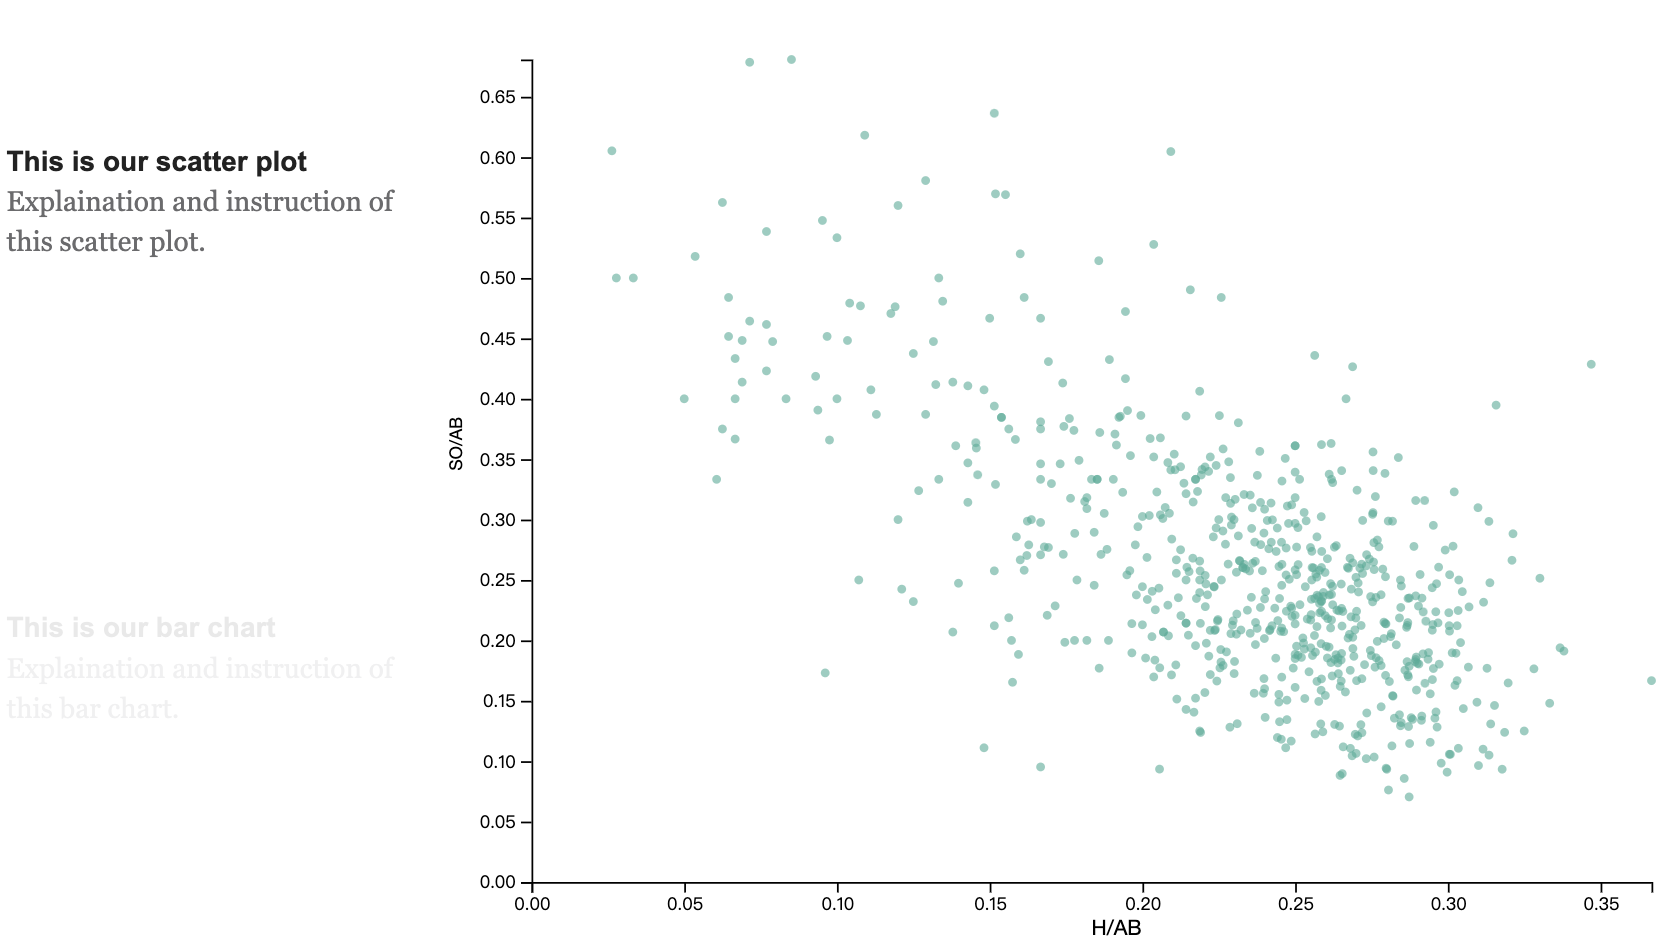 This is our scatter plot
Explaination and instruction of
this scatter plot.
This is our bar chart
Explaination and instruction of
this bar chart.
SO/AB
0.65
0.60
0.55
0.50
0.45
0.40
0.35
0.30
0.25
0.20
0.15
0.10
0.05
0.00
0.00 0.05 0.10 0.15 0.20 0.25 0.30 0.35
H/AB